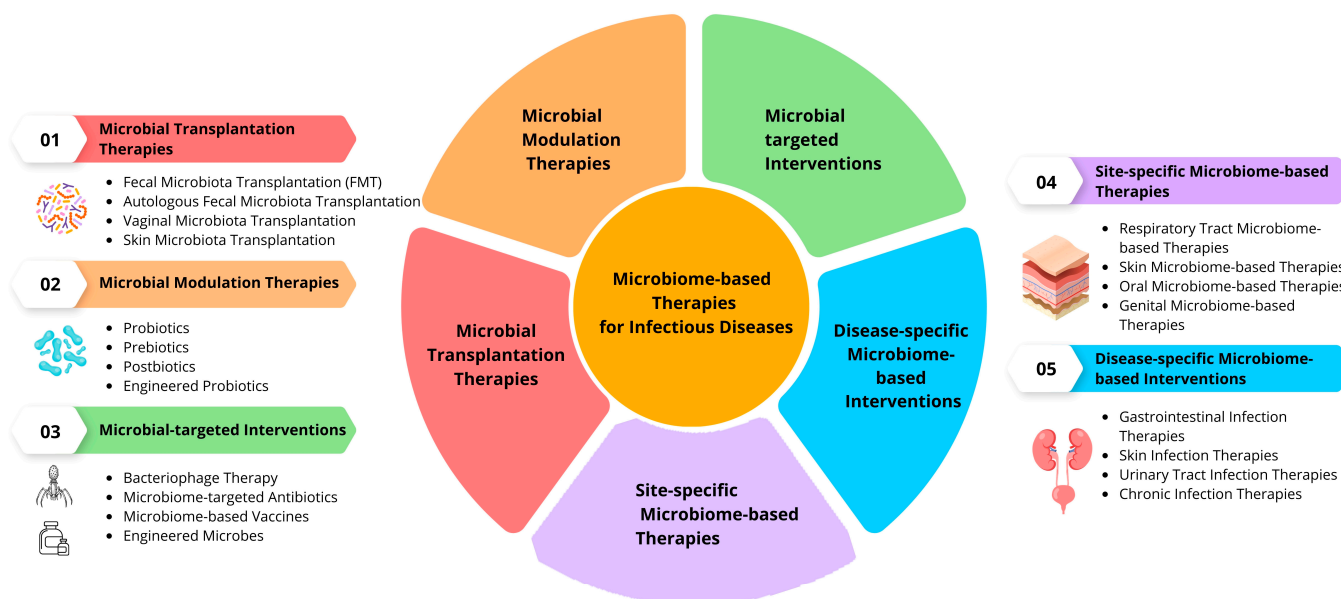 01
Microbial Transplantation
Therapies
Fecal Microbiota Transplantation (FMT)
Autologous Fecal Microbiota Transplantation
Vaginal Microbiota Transplantation
Skin Microbiota Transplantation
02
Microbial Modulation Therapies
Probiotics
Prebiotics
Postbiotics
Engineered Probiotics
03
Microbial-targeted Interventions
Bacteriophage Therapy
Microbiome-targeted Antibiotics
Microbiome-based Vaccines
Engineered Microbes
Microbial
Modulation
Therapies
Microbial
targeted
Interventions
Microbiome-based
Therapies
for Infectious Diseases
Microbial
Transplantation
Therapies
Disease-specific
Microbiome-
based
Interventions
Site-specific
Microbiome-based
Therapies
04
Site-specific Microbiome-based
Therapies
Respiratory Tract Microbiome-
based Therapies
Skin Microbiome-based Therapies
Oral Microbiome-based Therapies
Genital Microbiome-based
Therapies
05
Disease-specific Microbiome-
based Interventions
Gastrointestinal Infection
Therapies
Skin Infection Therapies
Urinary Tract Infection Therapies
Chronic Infection Therapies